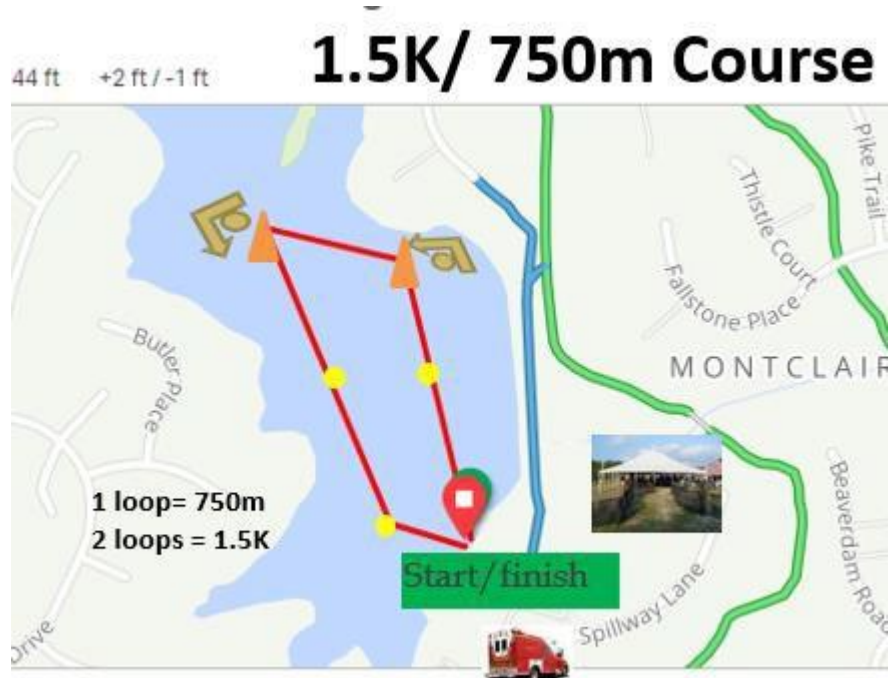 1.5K/ 750m Course
44 ft +2 ft / -1 ft
Pike Trail
Thistle Court
Fallstone Place
MONTCLAIR
Butler Place
1 loop= 750m
2 loops = 1.5K
Beaverdam Road
Start/finish
Spillway Lane
Drive